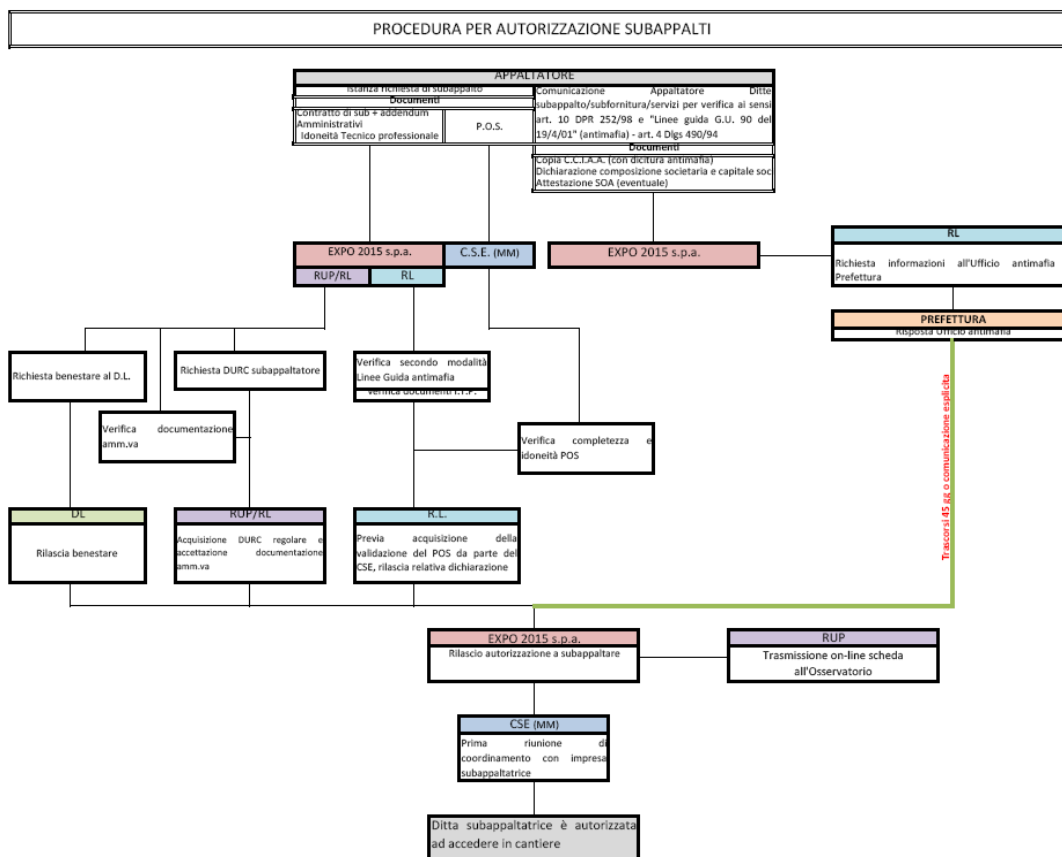 PROCEDURA PER AUTORIZZAZIONE SUBAPPALTI
APPALTATORE
Istanza richiesta di subappalto
Documenti
Contratto di sub + addendum
Amministrativi
Idoneità Tecnico professionale
P.O.S.
Comunicazione Appaltatore Ditte
subappalto/subfornitura/servizi per verifica ai sensi
art. 10 DPR 252/98 e "Linee guida G.U. 90 del
19/4/01" (antimafia) - art. 4 Dlgs 490/94
Documenti
Copia C.C.I.A.A. (con dicitura antimafia)
Dichiarazione composizione societaria e capitale soc
Attestazione SOA (eventuale)
EXPO 2015 s.p.a.
C.S.E. (MM)
RUP/RL
RL
EXPO 2015 s.p.a.
RL
Richiesta informazioni all'Ufficio antimafia
Prefettura
PREFETTURA
Risposta Ufficio antimafia
Richiesta benestare al D.L.
Richiesta DURC subappaltatore
Verifica secondo modalità
Linee Guida antimafia
Verifica documenti I.T.P.
Verifica documentazione
amm.va
Verifica completezza e
idoneità POS
Trascorsi 45 gg o comunicazione esplicita
DL
Rilascia benestare
RUP/RL
Acquisizione DURC regolare e
accettazione documentazione
amm.va
R.L.
Previa acquisizione della
validazione del POS da parte del
CSE, rilascia relativa dichiarazione
EXPO 2015 s.p.a.
Rilascio autorizzazione a subappaltare
RUP
Trasmissione on-line scheda
all'Osservatorio
CSE (MM)
Prima riunione di
coordinamento con impresa
subappaltatrice
Ditta subappaltatrice è autorizzata
ad accedere in cantiere